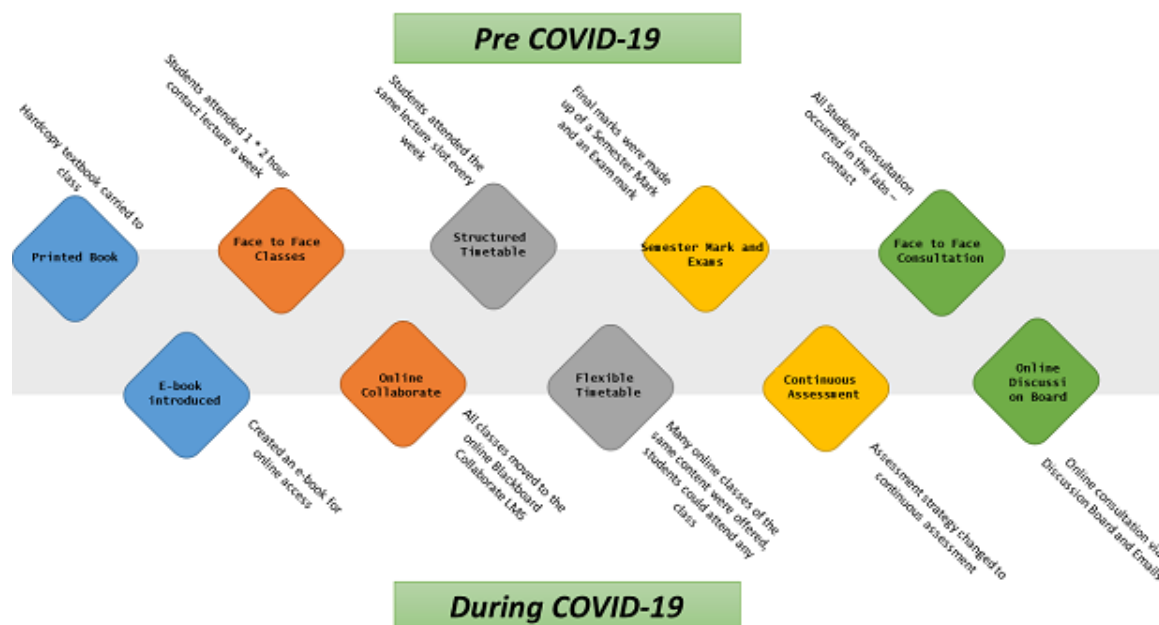 Pre COVID-19
Hardcopy textbook carried to
class
Printed Book
Students attended 1 * 2 hour
contact lecture a week
Face to Face
Classes
Students attended the
same lecture slot every
week
Structured
Timetable
Final marks were made
up of a Semester Mark
and an Exam mark
Semester Mark and
Exams
All Student consultation
occurred in the labs –
contact
Face to Face
Consultation
E-book
introduced
Created an e-book for
online access
Online
Collaborate
All classes moved to the
online Blackboard
Collaborate LMS
Flexible
Timetable
Many online classes of the
same content were offered,
students could attend any
class
Continuous
Assessment
Assessment strategy changed to
continuous assessment
Online
Discussi
on Board
Online consultation via
Discussion Board and Emails
During COVID-19